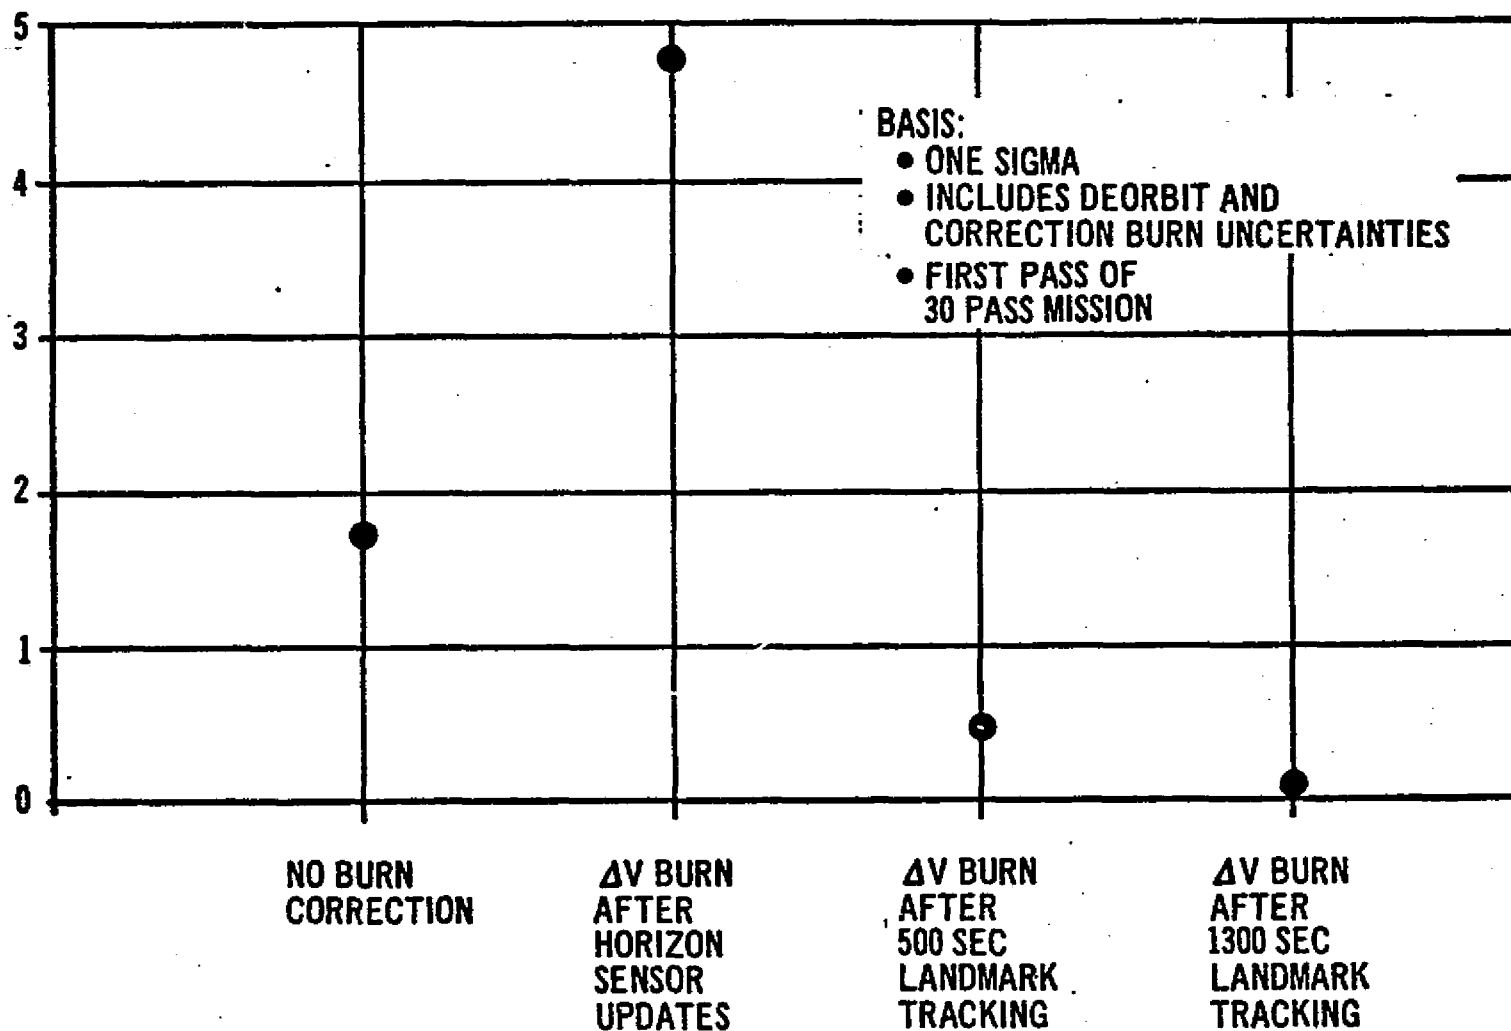 5
4
3
2
1
0
BASIS:
● ONE SIGMA
● INCLUDES DEORBIT AND
CORRECTION BURN UNCERTAINTIES
● FIRST PASS OF
30 PASS MISSION
NO BURN
CORRECTION
ΔV BURN
AFTER
HORIZON
SENSOR
UPDATES
ΔV BURN
AFTER
500 SEC
LANDMARK
TRACKING
ΔV BURN
AFTER
1300 SEC
LANDMARK
TRACKING